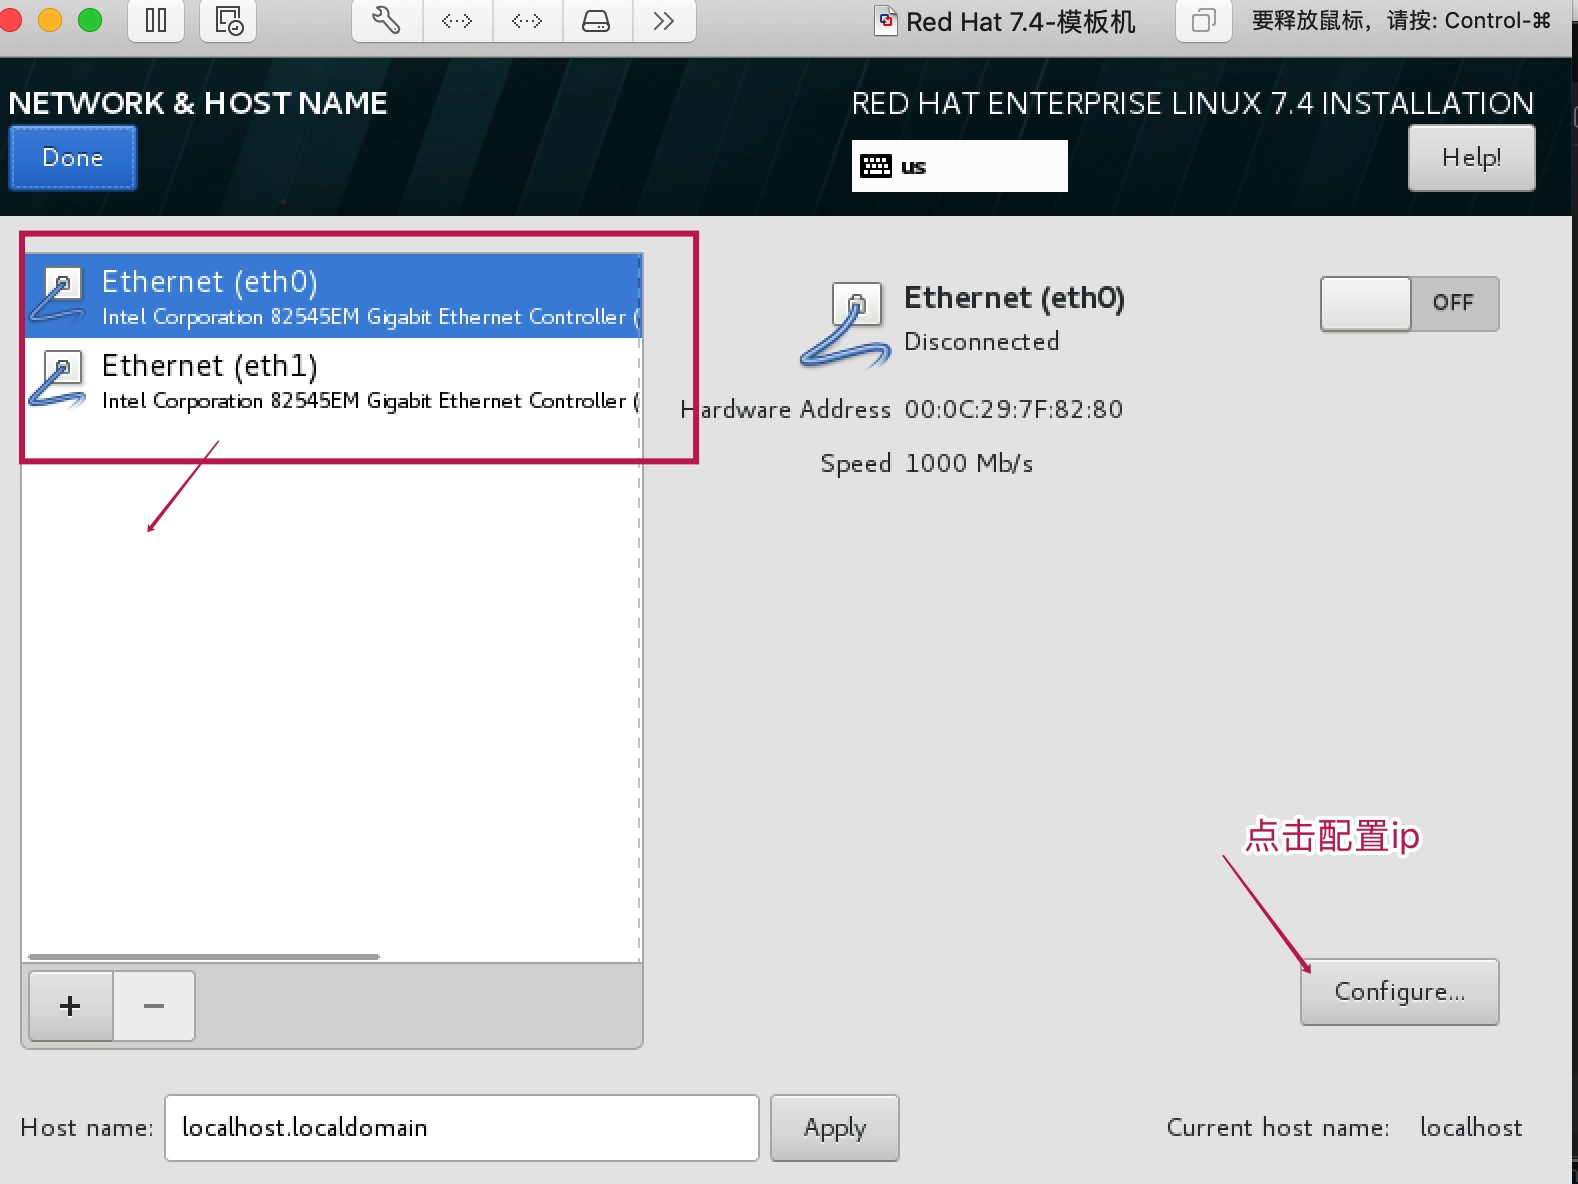 Red Hat 7.4-模板机
要释放鼠标，请按: Control-⌘
NETWORK & HOST NAME
RED HAT ENTERPRISE LINUX 7.4 INSTALLATION
Done
us
Help!
Ethernet (eth0)
Intel Corporation 82545EM Gigabit Ethernet Controller (
Ethernet (eth1)
Intel Corporation 82545EM Gigabit Ethernet Controller (
Ethernet (eth0)
Disconnected
OFF
Hardware Address 00:0C:29:7F:82:80
Speed 1000 Mb/s
点击配置ip
Configure...
+ −
Host name: localhost.localdomain
Apply
Current host name: localhost